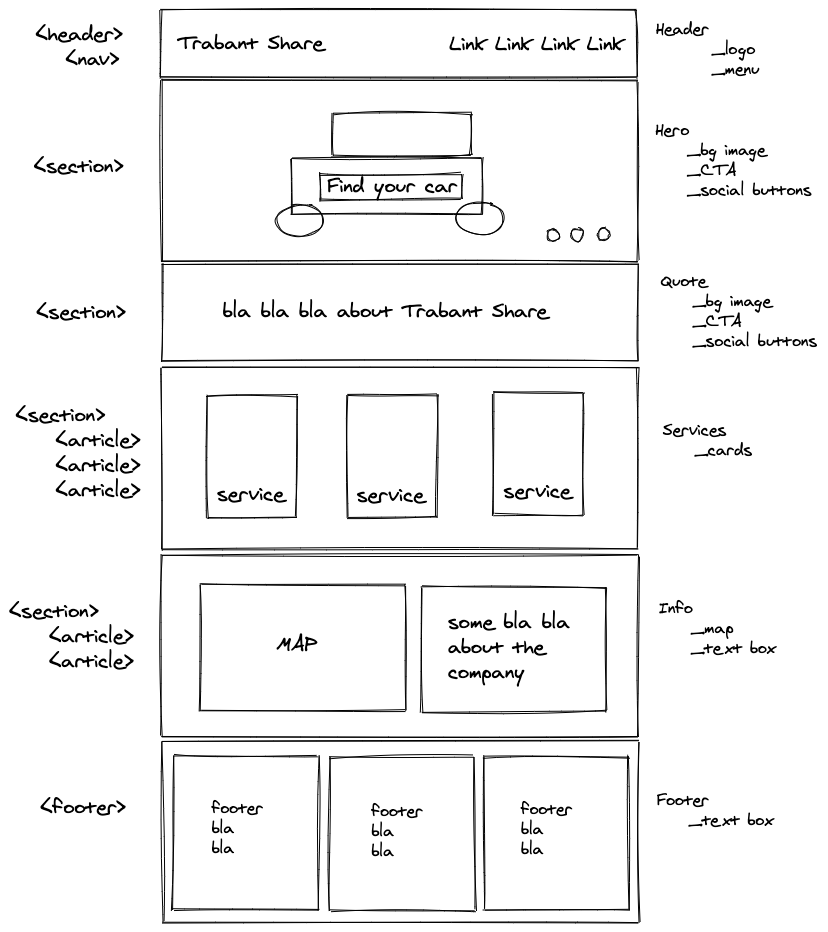 <header>
<nav>
Trabant Share
Link Link Link Link
Header
_logo
_menu
<section>
Find your car
Hero
_bg image
_CTA
_social buttons
<section>
bla bla bla about Trabant Share
Quote
_bg image
_CTA
_social buttons
<section>
<article>
<article>
<article>
service
service
service
Services
_cards
<section>
<article>
<article>
MAP
some bla bla
about the
company
Info
_map
_text box
<footer>
footer
bla
bla
footer
bla
bla
footer
bla
bla
Footer
_text box